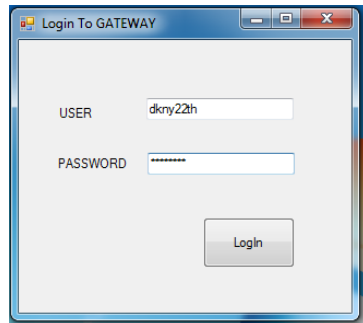 Login To GATEWAY
USER dkny22th
PASSWORD ********
LogIn